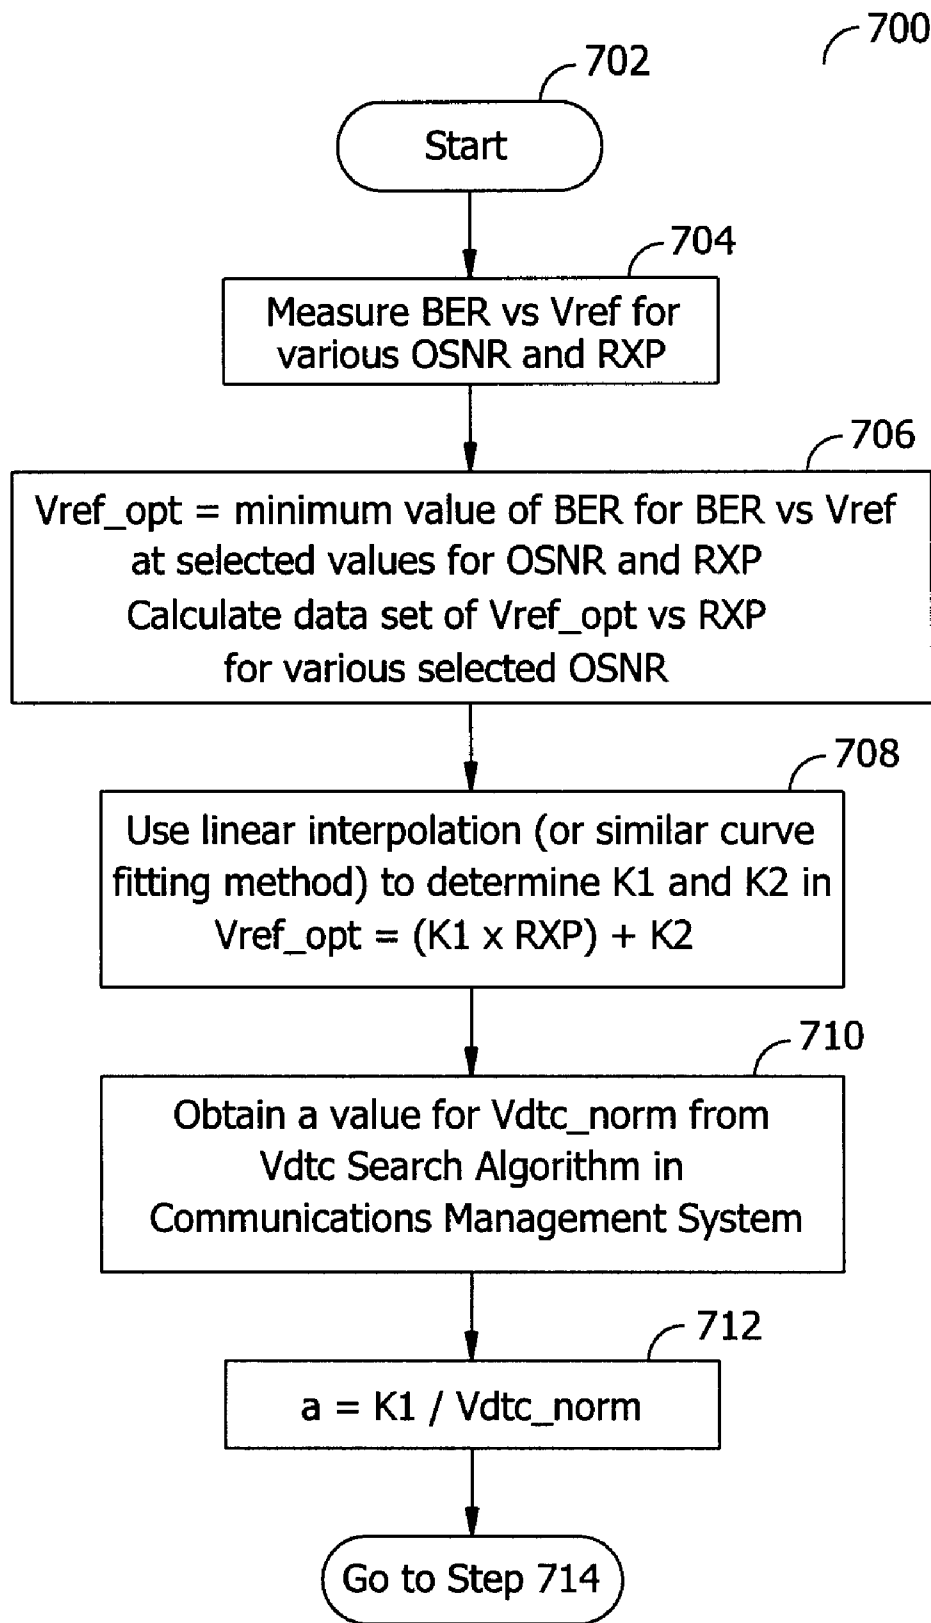 700
702
Start
704
Measure BER vs Vref for
various OSNR and RXP
706
Vref_opt = minimum value of BER for BER vs Vref
at selected values for OSNR and RXP
Calculate data set of Vref_opt vs RXP
for various selected OSNR
708
Use linear interpolation (or similar curve
fitting method) to determine K1 and K2 in
Vref_opt = (K1 x RXP) + K2
710
Obtain a value for Vdtc_norm from
Vdtc Search Algorithm in
Communications Management System
712
a = K1 / Vdtc_norm
Go to Step 714